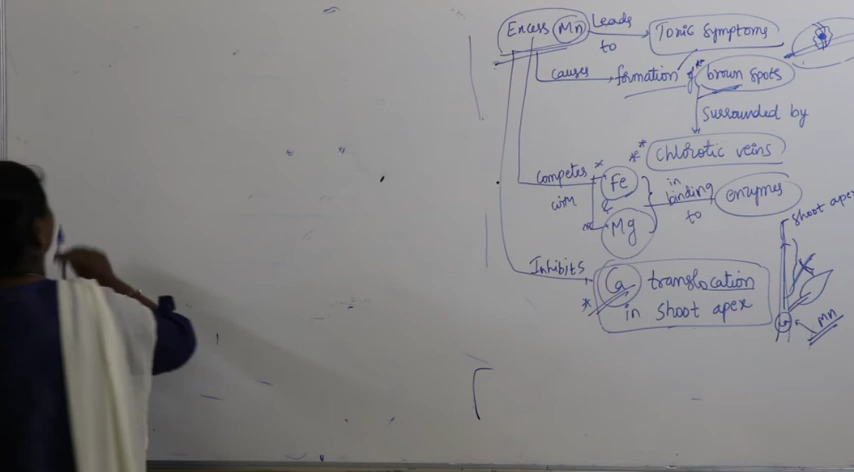 Excess Mn Leads to Toxic Symptoms
causes formation of brown spots
Surrounded by
Chlorotic veins
Competes with Fe & Mg in binding to enzymes
Inhibits Ca translocation
in shoot apex
shoot apex
Mn